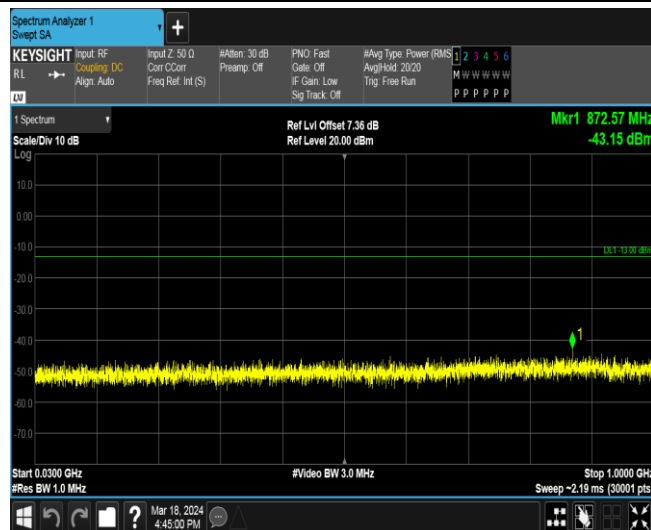 Spectrum Analyzer 1
Swept SA
+
KEYSIGHT
RL
LXI
Input: RF
Coupling: DC
Align: Auto
Input Z: 50 Ω
Corr CCorr
Freq Ref: Int (S)
#Atten: 30 dB
Preamp: Off
PNO: Fast
Gate: Off
IF Gain: Low
Sig Track: Off
#Avg Type: Power (RMS
Avg|Hold: 20/20
Trig: Free Run
1 2 3 4 5 6
M W W W W W
P P P P P P
1 Spectrum
Scale/Div 10 dB
Ref Lvl Offset 7.36 dB
Ref Level 20.00 dBm
Mkr1 872.57 MHz
-43.15 dBm
Log
10.0
0.00
-10.0
DL1 -13.00 dBm
-20.0
-30.0
1
-40.0
-50.0
-60.0
-70.0
Start 0.0300 GHz
#Video BW 3.0 MHz
Stop 1.0000 GHz
#Res BW 1.0 MHz
Sweep ~2.19 ms (30001 pts
?
Mar 18, 2024
4:45:00 PM